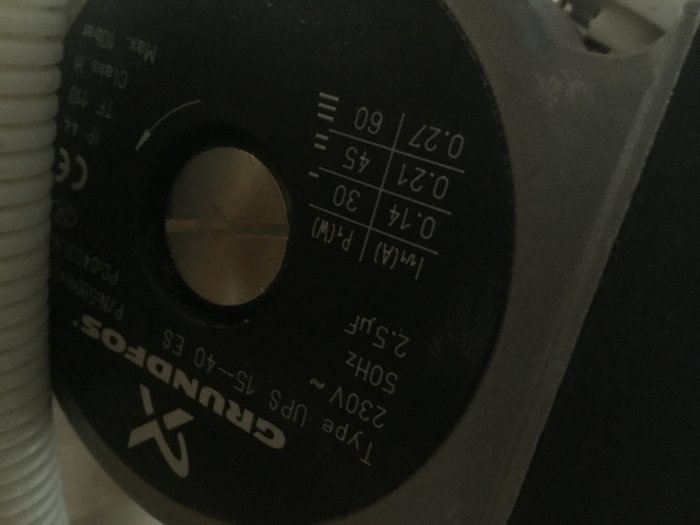 GRUNDFOS
Type UPS 15-40 ES
230V ~
50Hz
2.5µF
I1/1(A) P1(W)
0.14 30
0.21 45
0.27 60
IP 44
TF 110
Class H
Max. 10bar
CE